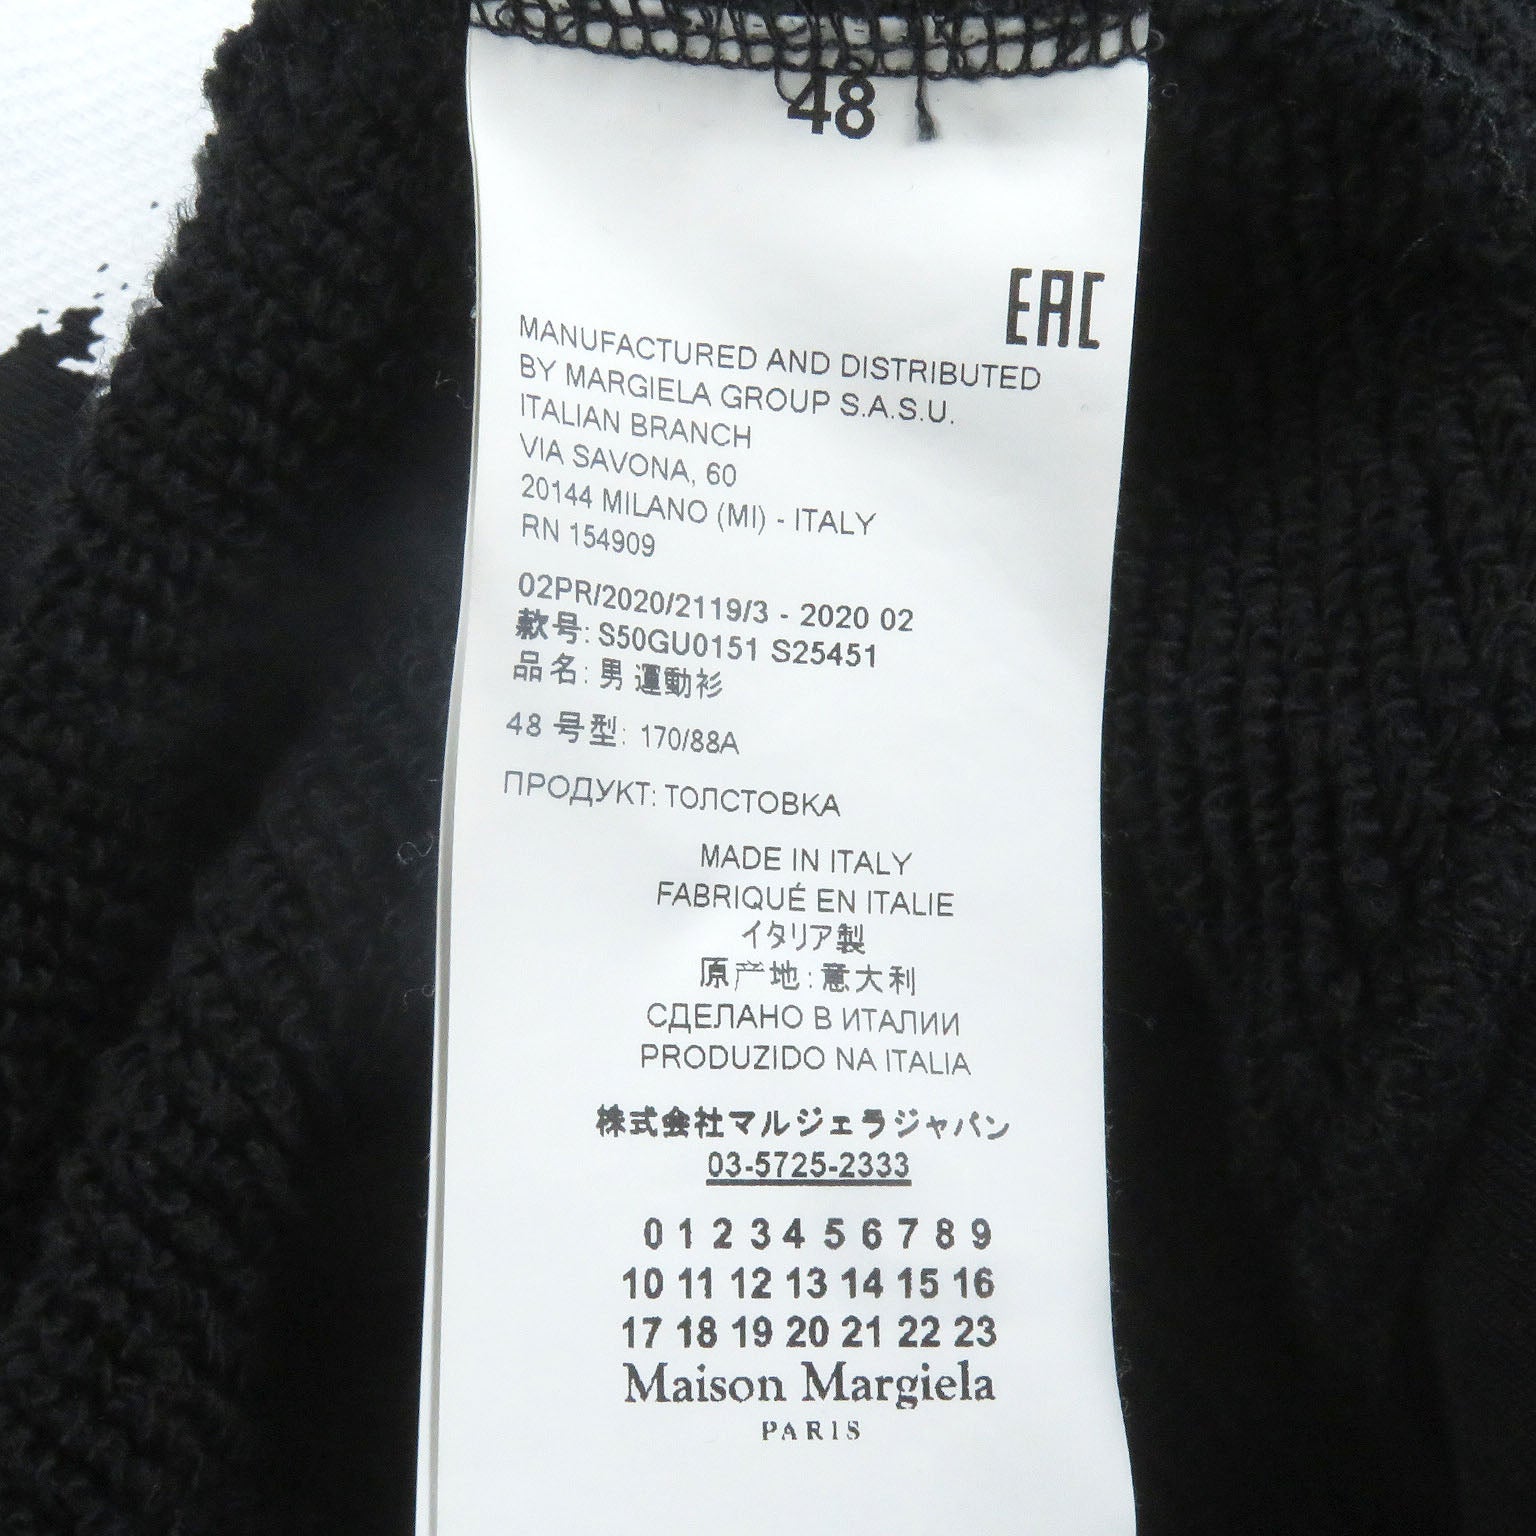 48
EAC
MANUFACTURED AND DISTRIBUTED
BY MARGIELA GROUP S.A.S.U.
ITALIAN BRANCH
VIA SAVONA, 60
20144 MILANO (MI) - ITALY
RN 154909
02PR/2020/2119/3 - 2020 02
款号: S50GU0151 S25451
品名: 男 運動衫
48 号型: 170/88A
ПРОДУКТ: ТОЛСТОВКА
MADE IN ITALY
FABRIQUÉ EN ITALIE
イタリア製
原产地: 意大利
СДЕЛАНО В ИТАЛИИ
PRODUZIDO NA ITALIA
株式会社マルジェラジャパン
03-5725-2333
0 1 2 3 4 5 6 7 8 9
10 11 12 13 14 15 16
17 18 19 20 21 22 23
Maison Margiela
PARIS